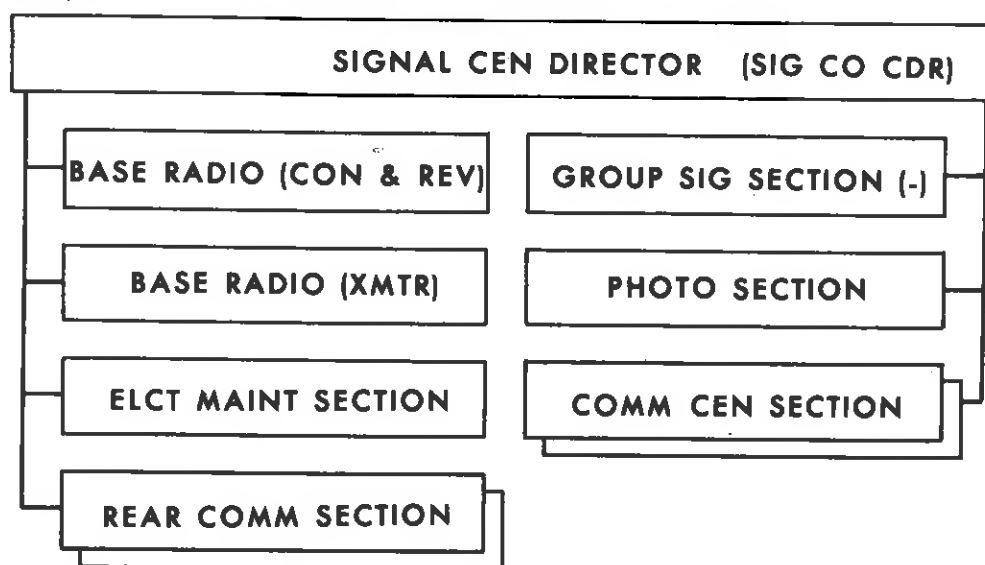 SIGNAL CEN DIRECTOR (SIG CO CDR)
BASE RADIO (CON & REV)
BASE RADIO (XMTR)
ELCT MAINT SECTION
REAR COMM SECTION
GROUP SIG SECTION (-)
PHOTO SECTION
COMM CEN SECTION